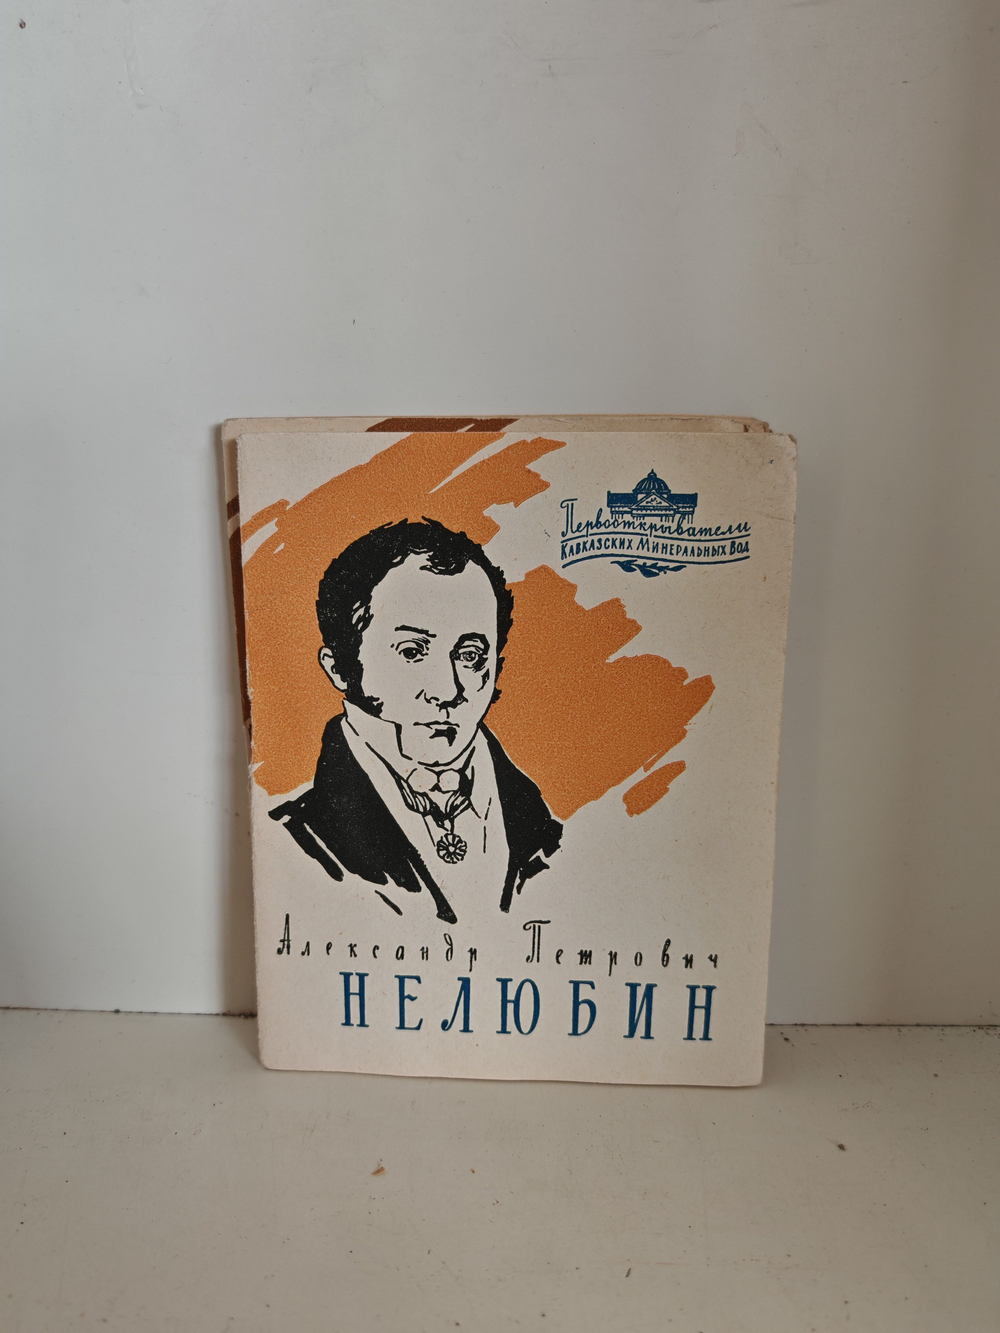 Первооткрыватели
Кавказских Минеральных Вод
Александр Петрович
НЕЛЮБИН